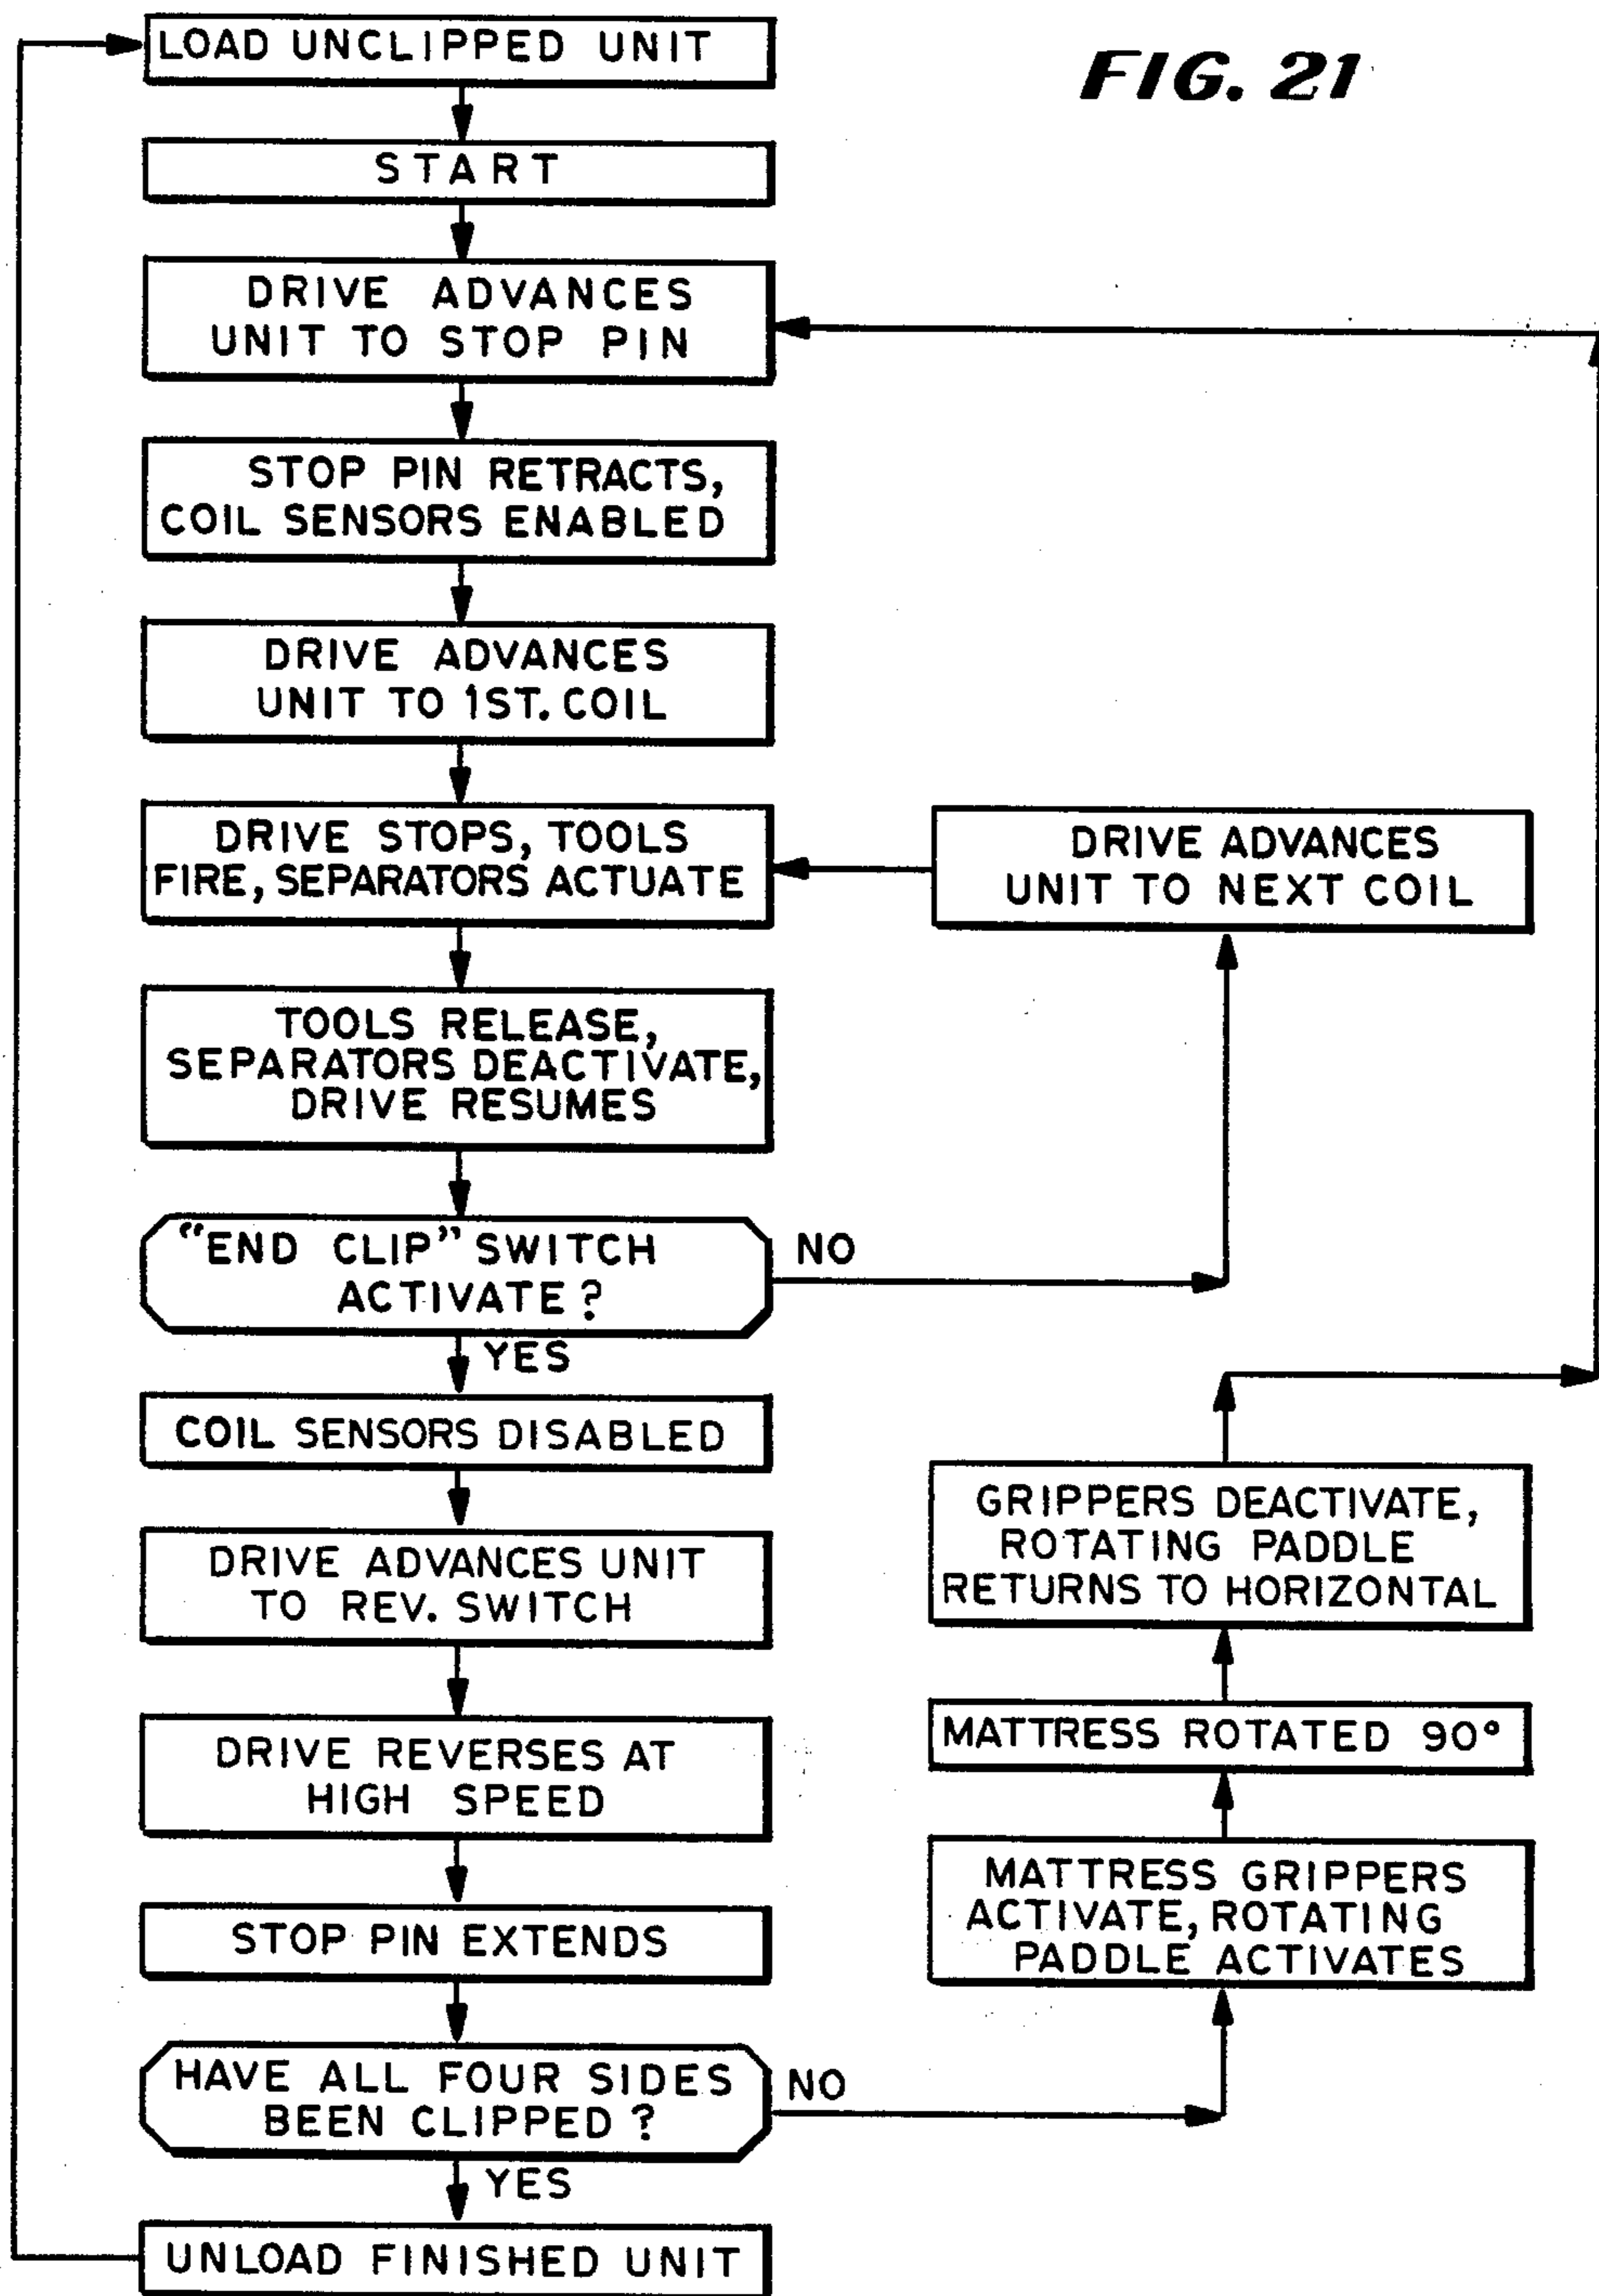 FIG. 21
LOAD UNCLIPPED UNIT
START
DRIVE ADVANCES
UNIT TO STOP PIN
STOP PIN RETRACTS,
COIL SENSORS ENABLED
DRIVE ADVANCES
UNIT TO 1ST. COIL
DRIVE STOPS, TOOLS
FIRE, SEPARATORS ACTUATE
DRIVE ADVANCES
UNIT TO NEXT COIL
TOOLS RELEASE,
SEPARATORS DEACTIVATE,
DRIVE RESUMES
"END CLIP" SWITCH
ACTIVATE?
NO
YES
COIL SENSORS DISABLED
DRIVE ADVANCES UNIT
TO REV. SWITCH
DRIVE REVERSES AT
HIGH SPEED
STOP PIN EXTENDS
HAVE ALL FOUR SIDES
BEEN CLIPPED?
NO
YES
UNLOAD FINISHED UNIT
MATTRESS GRIPPERS
ACTIVATE, ROTATING
PADDLE ACTIVATES
MATTRESS ROTATED 90°
GRIPPERS DEACTIVATE,
ROTATING PADDLE
RETURNS TO HORIZONTAL